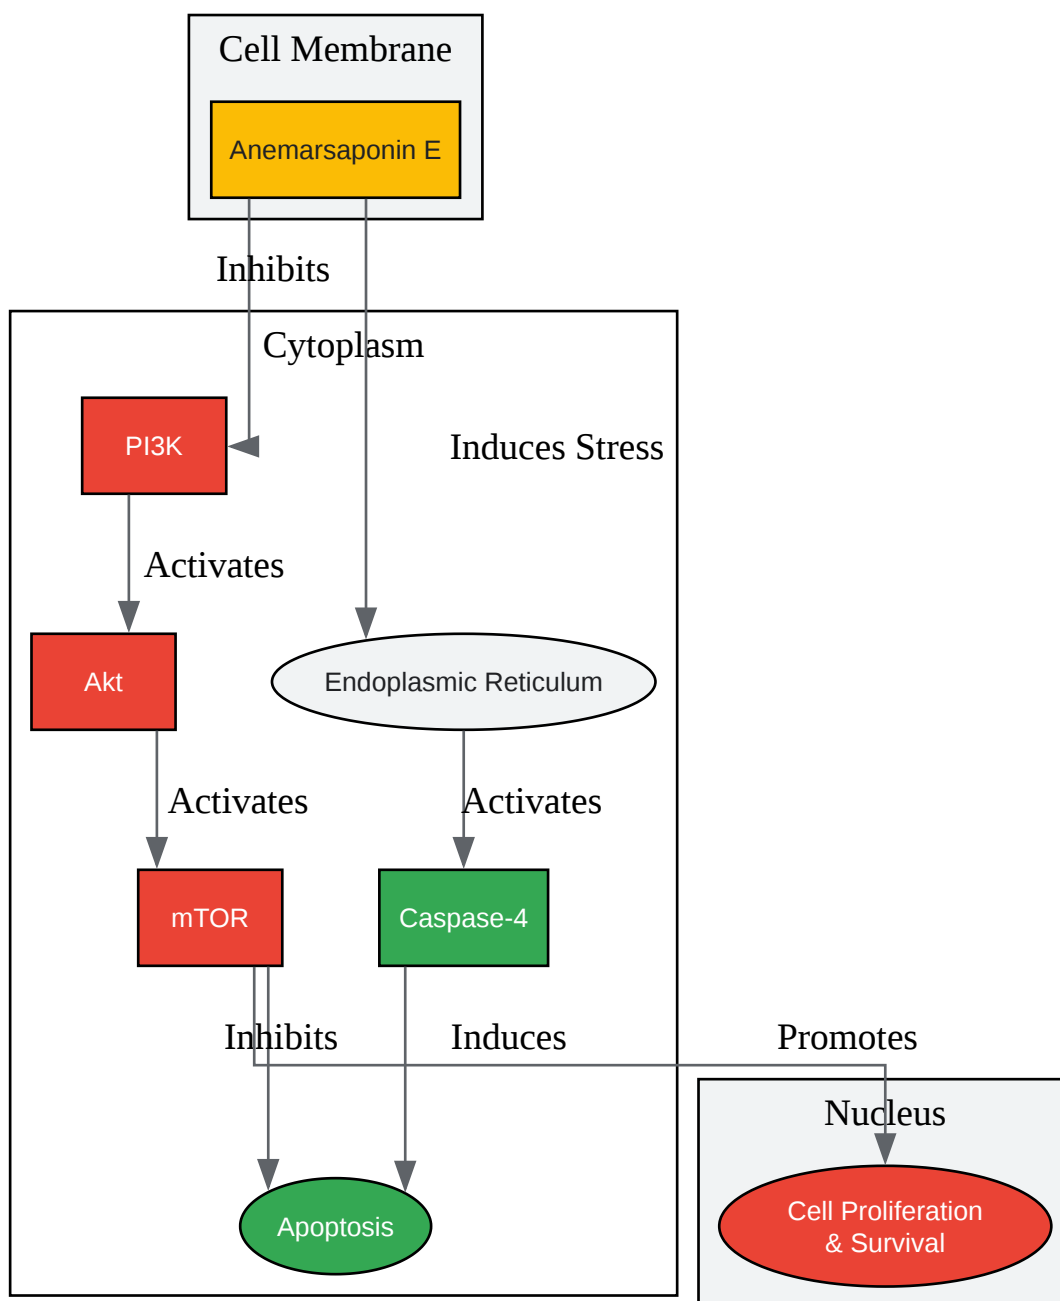 Cell Membrane
Anemarsaponin E
Inhibits
Cytoplasm
PI3K
Induces Stress
Activates
Akt
Endoplasmic Reticulum
Activates
Activates
mTOR
Caspase-4
Inhibits
Induces
Promotes
Nucleus
Apoptosis
Cell Proliferation
& Survival